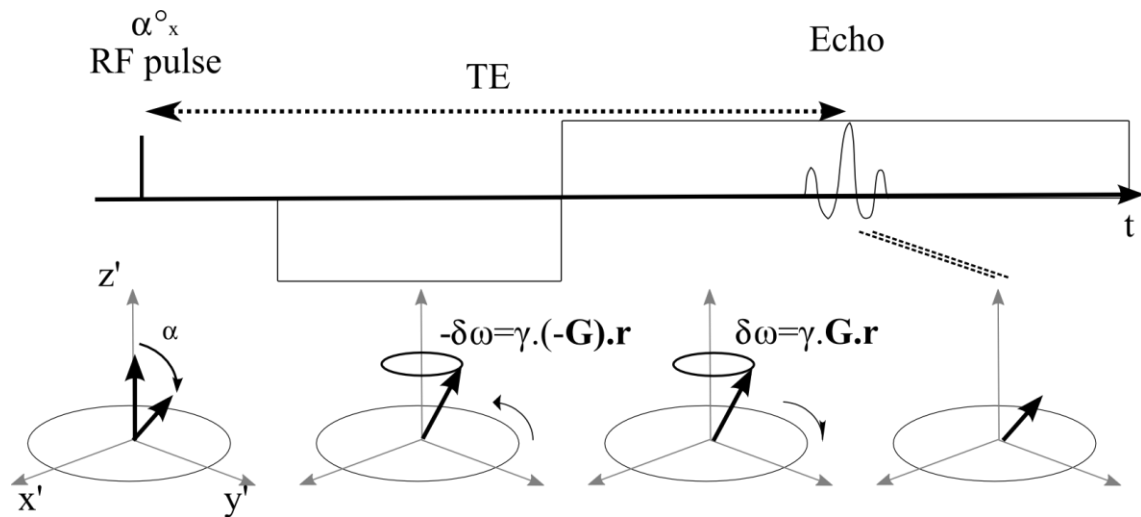 α°x
RF pulse
TE
Echo
t
z'
α
x'
y'
-δω=γ.(-G).r
δω=γ.G.r